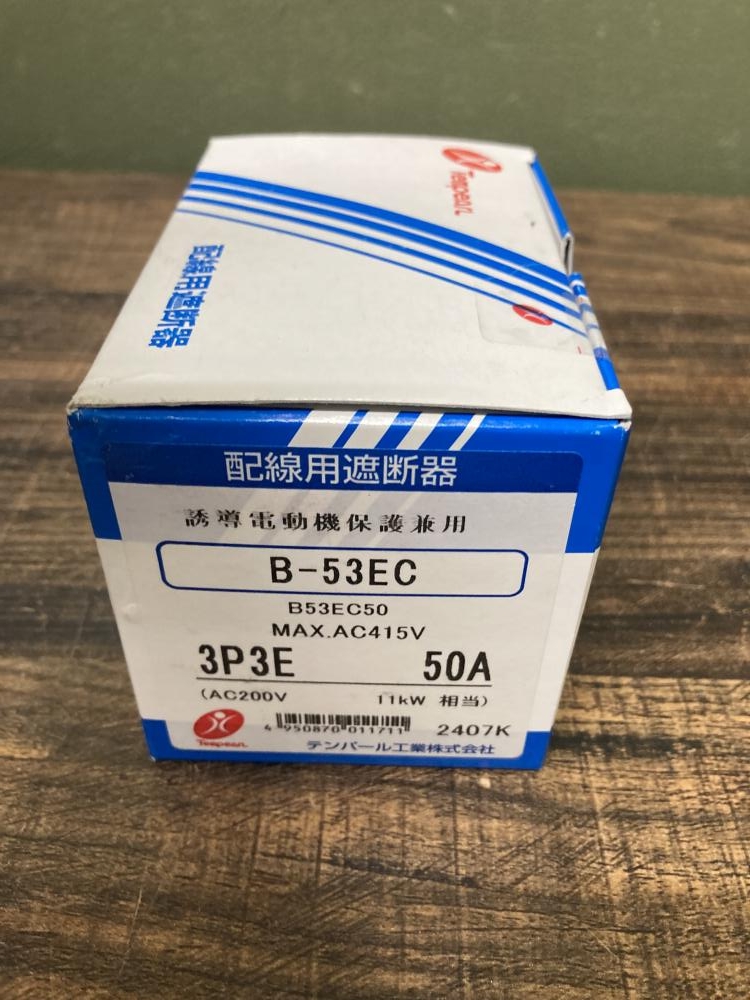 Teapearl
配線用遮断器
配線用遮断器
誘導電動機保護兼用
B-53EC
B53EC50
MAX.AC415V
3P3E 50A
(AC200V 11kW 相当)
4 950870 011711
2407K
テンパール工業株式会社